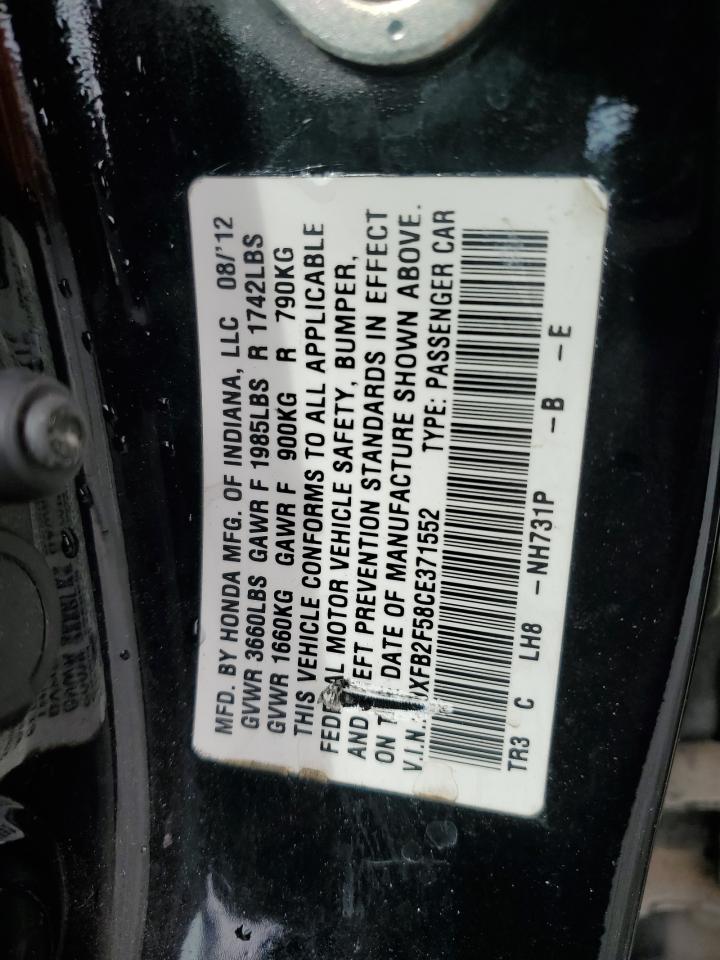 MFD. BY HONDA MFG. OF INDIANA, LLC 08/'12
GVWR 3660LBS GAWR F 1985LBS R 1742LBS
GVWR 1660KG GAWR F 900KG R 790KG
THIS VEHICLE CONFORMS TO ALL APPLICABLE
FEDERAL MOTOR VEHICLE SAFETY, BUMPER,
AND THEFT PREVENTION STANDARDS IN EFFECT
ON THE DATE OF MANUFACTURE SHOWN ABOVE.
V.I.N. XFB2F58CE371552 TYPE: PASSENGER CAR
TR3 C LH8 -NH731P -B -E